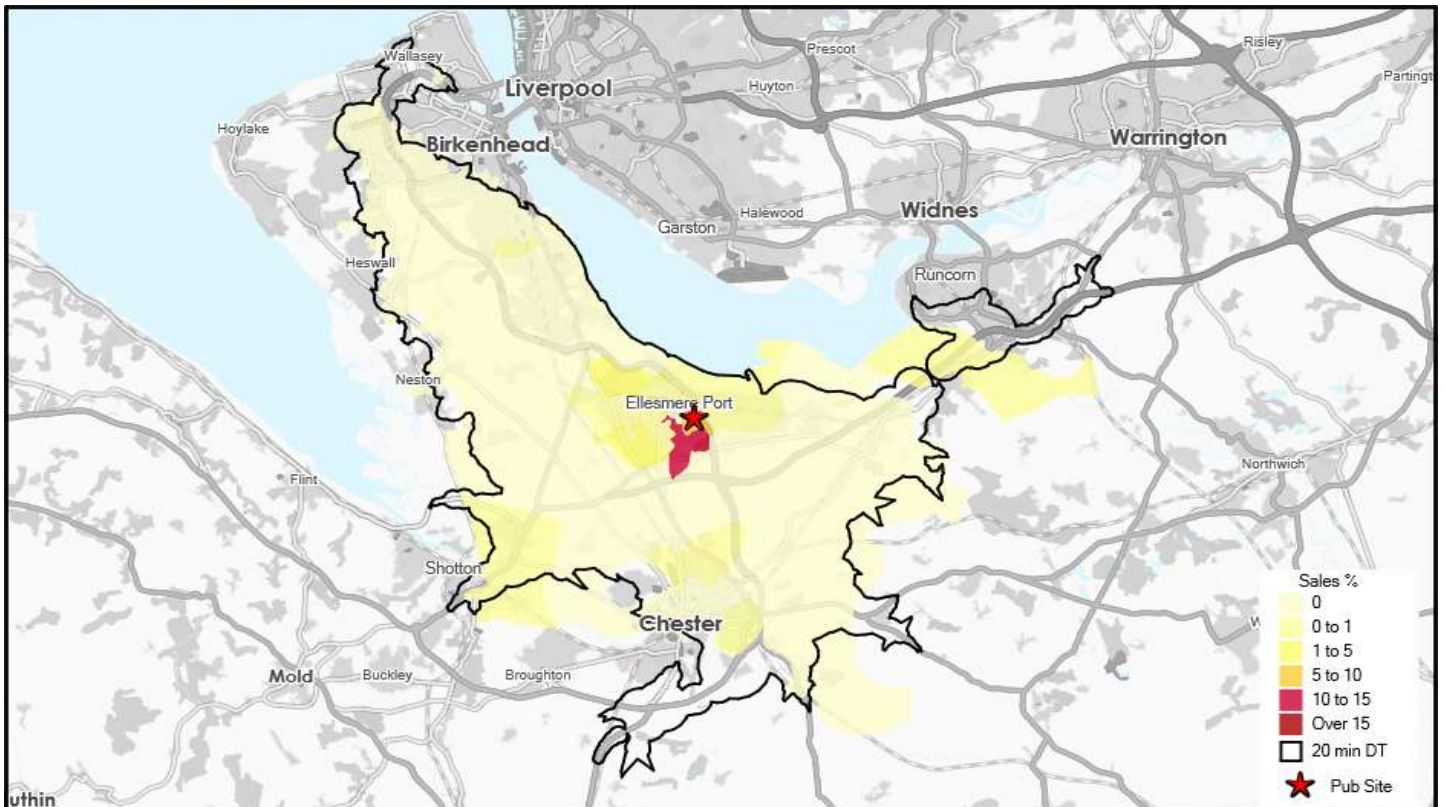 Wallasey
Prescot
Risley
Liverpool
Huyton
Partingt
Hoylake
Birkenhead
Warrington
Halewood
Widnes
Garston
Heswall
Runcorn
Neston
Ellesmere Port
Northwich
Flint
Shotton
Chester
Mold
Buckley
Broughton
uthin
W
Sales %
0
0 to 1
1 to 5
5 to 10
10 to 15
Over 15
20 min DT
Pub Site